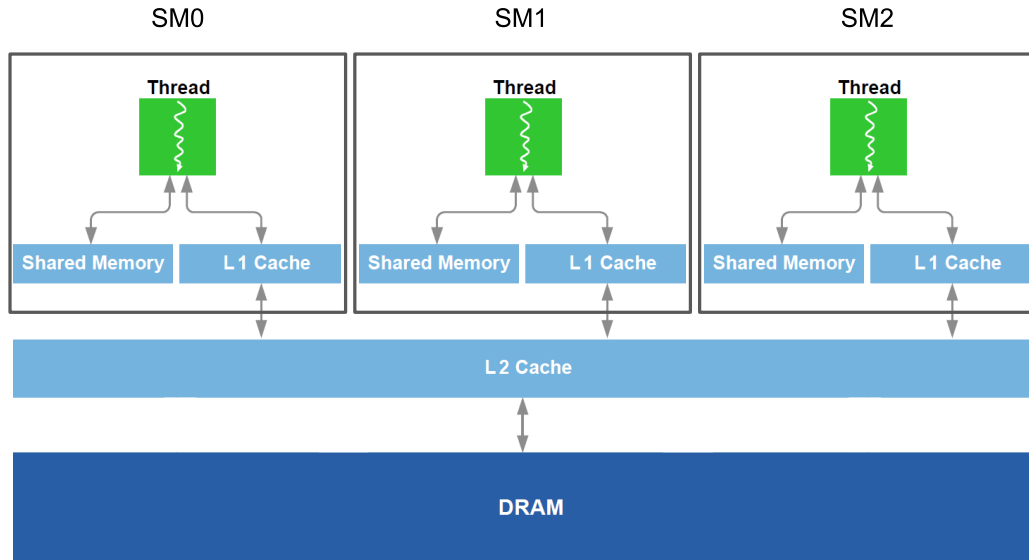 SM0 SM1 SM2
Thread Thread Thread
Shared Memory L1 Cache Shared Memory L1 Cache Shared Memory L1 Cache
L2 Cache
DRAM